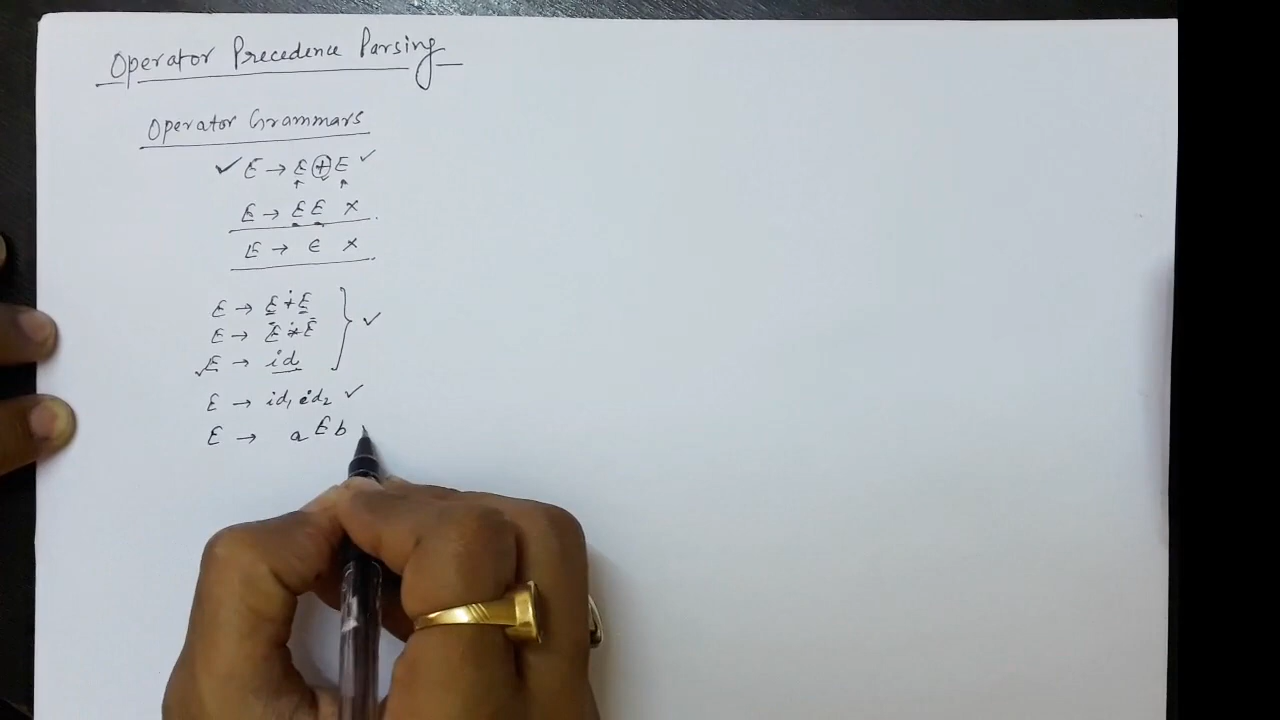 Operator Precedence Parsing
Operator Grammars
✓ E → E + E ✓
E → E E ×
E → ε ×
E → E + E
E → E * E } ✓
E → id
E → id₁ id₂ ✓
E → a E b